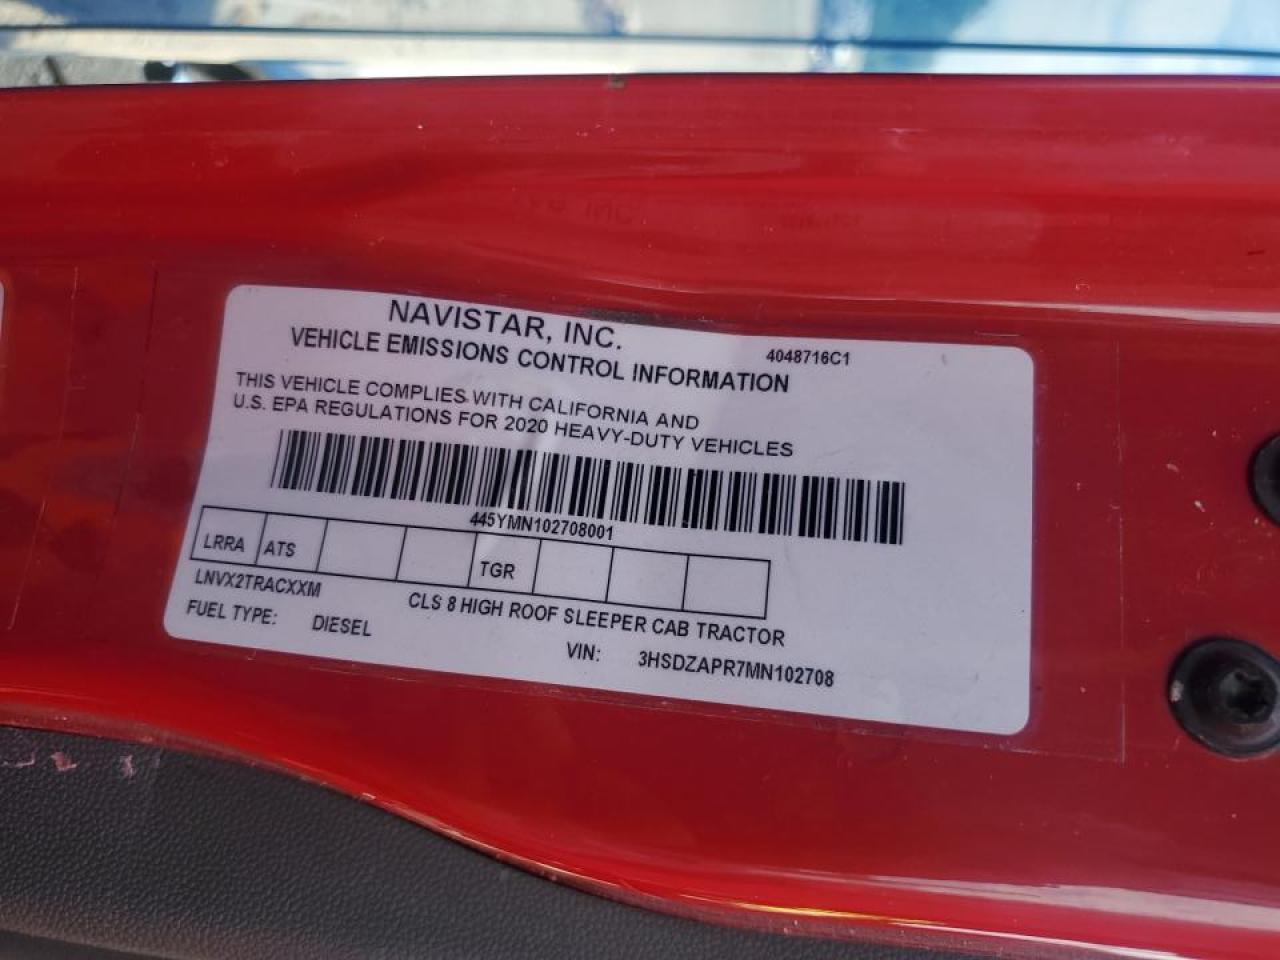 NAVISTAR, INC.
VEHICLE EMISSIONS CONTROL INFORMATION
4048716C1
THIS VEHICLE COMPLIES WITH CALIFORNIA AND
U.S. EPA REGULATIONS FOR 2020 HEAVY-DUTY VEHICLES
445YMN102708001
LRRA ATS TGR
LNVX2TRACXXM CLS 8 HIGH ROOF SLEEPER CAB TRACTOR
FUEL TYPE: DIESEL VIN: 3HSDZAPR7MN102708